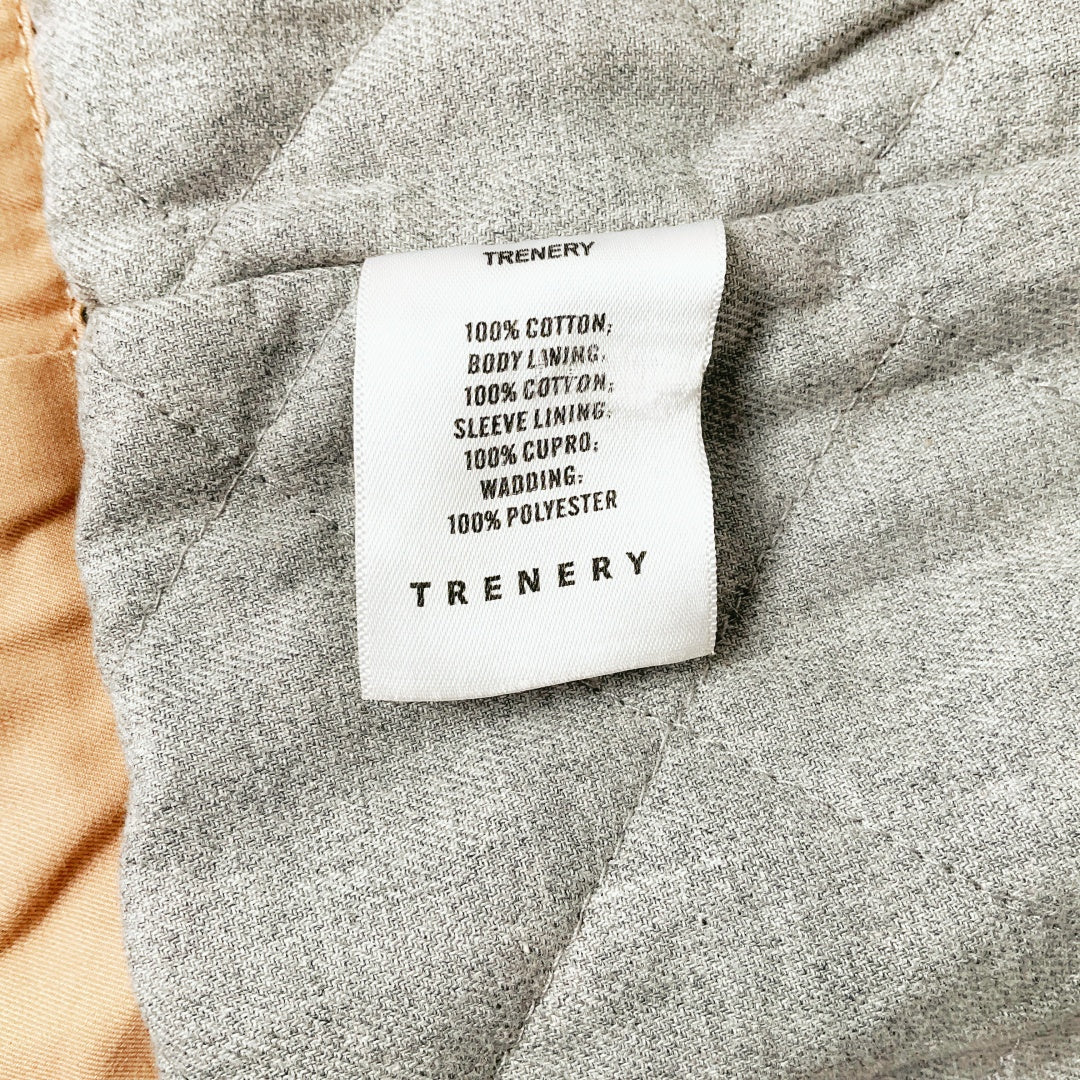 TRENERY
100% COTTON;
BODY LINING:
100% COTTON;
SLEEVE LINING:
100% CUPRO;
WADDING:
100% POLYESTER
TRENERY